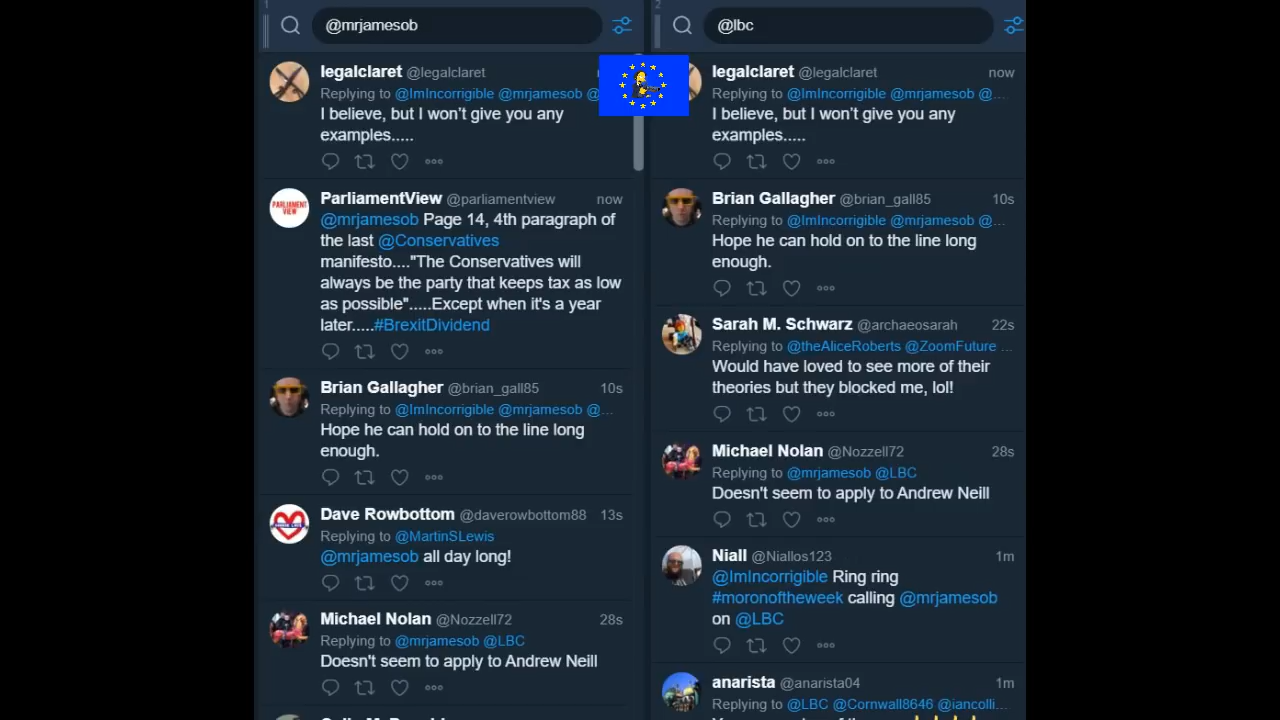 1
@mrjamesob
legalclaret @legalclaret
Replying to @ImIncorrigible @mrjamesob @
I believe, but I won't give you any
examples.....
ParliamentView @parliamentview now
PARLIAMENT
VIEW
@mrjamesob Page 14, 4th paragraph of
the last @Conservatives
manifesto...."The Conservatives will
always be the party that keeps tax as low
as possible".....Except when it's a year
later.....#BrexitDividend
Brian Gallagher @brian_gall85 10s
Replying to @ImIncorrigible @mrjamesob @...
Hope he can hold on to the line long
enough.
Dave Rowbottom @daverowbottom88 13s
Replying to @MartinSLewis
@mrjamesob all day long!
Michael Nolan @Nozzell72 28s
Replying to @mrjamesob @LBC
Doesn't seem to apply to Andrew Neill
2
@lbc
legalclaret @legalclaret now
Replying to @ImIncorrigible @mrjamesob @...
I believe, but I won't give you any
examples.....
Brian Gallagher @brian_gall85 10s
Replying to @ImIncorrigible @mrjamesob @...
Hope he can hold on to the line long
enough.
Sarah M. Schwarz @archaeosarah 22s
Replying to @theAliceRoberts @ZoomFuture ...
Would have loved to see more of their
theories but they blocked me, lol!
Michael Nolan @Nozzell72 28s
Replying to @mrjamesob @LBC
Doesn't seem to apply to Andrew Neill
Niall @Niallos123 1m
@ImIncorrigible Ring ring
#moronoftheweek calling @mrjamesob
on @LBC
anarista @anarista04 1m
Replying to @LBC @Cornwall8646 @iancolli...